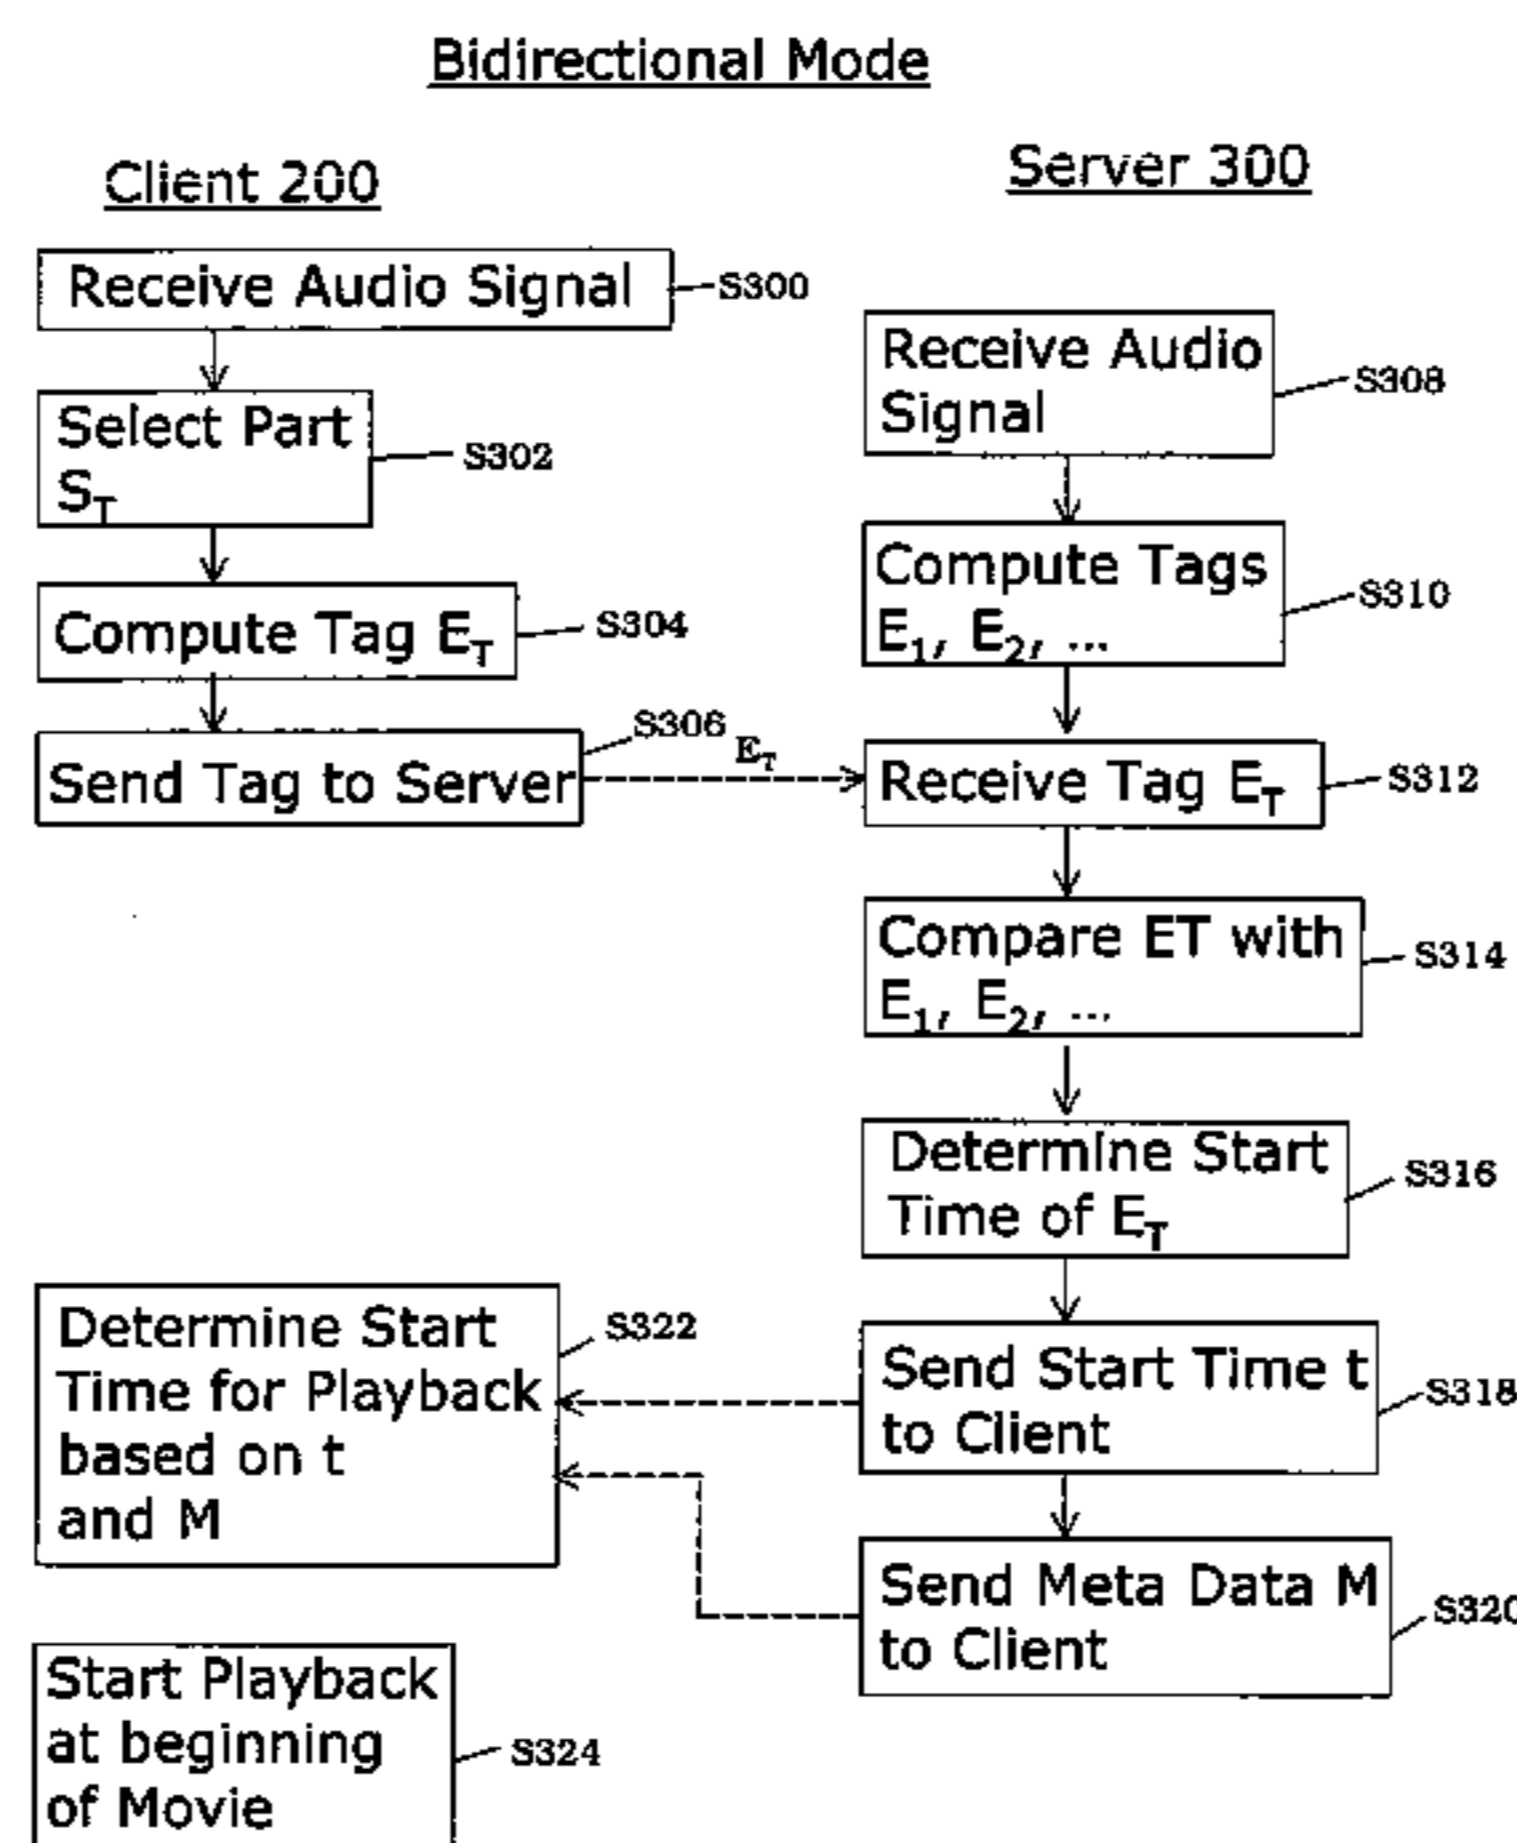 Bidirectional Mode
Client 200
Receive Audio Signal
S300
Select Part
S_T
S302
Compute Tag E_T
S304
Send Tag to Server
S306
E_T
Server 300
Receive Audio
Signal
S308
Compute Tags
E_1, E_2, ...
S310
Receive Tag E_T
S312
Compare ET with
E_1, E_2, ...
S314
Determine Start
Time of E_T
S316
Send Start Time t
to Client
S318
Send Meta Data M
to Client
S320
Determine Start
Time for Playback
based on t
and M
S322
Start Playback
at beginning
of Movie
S324